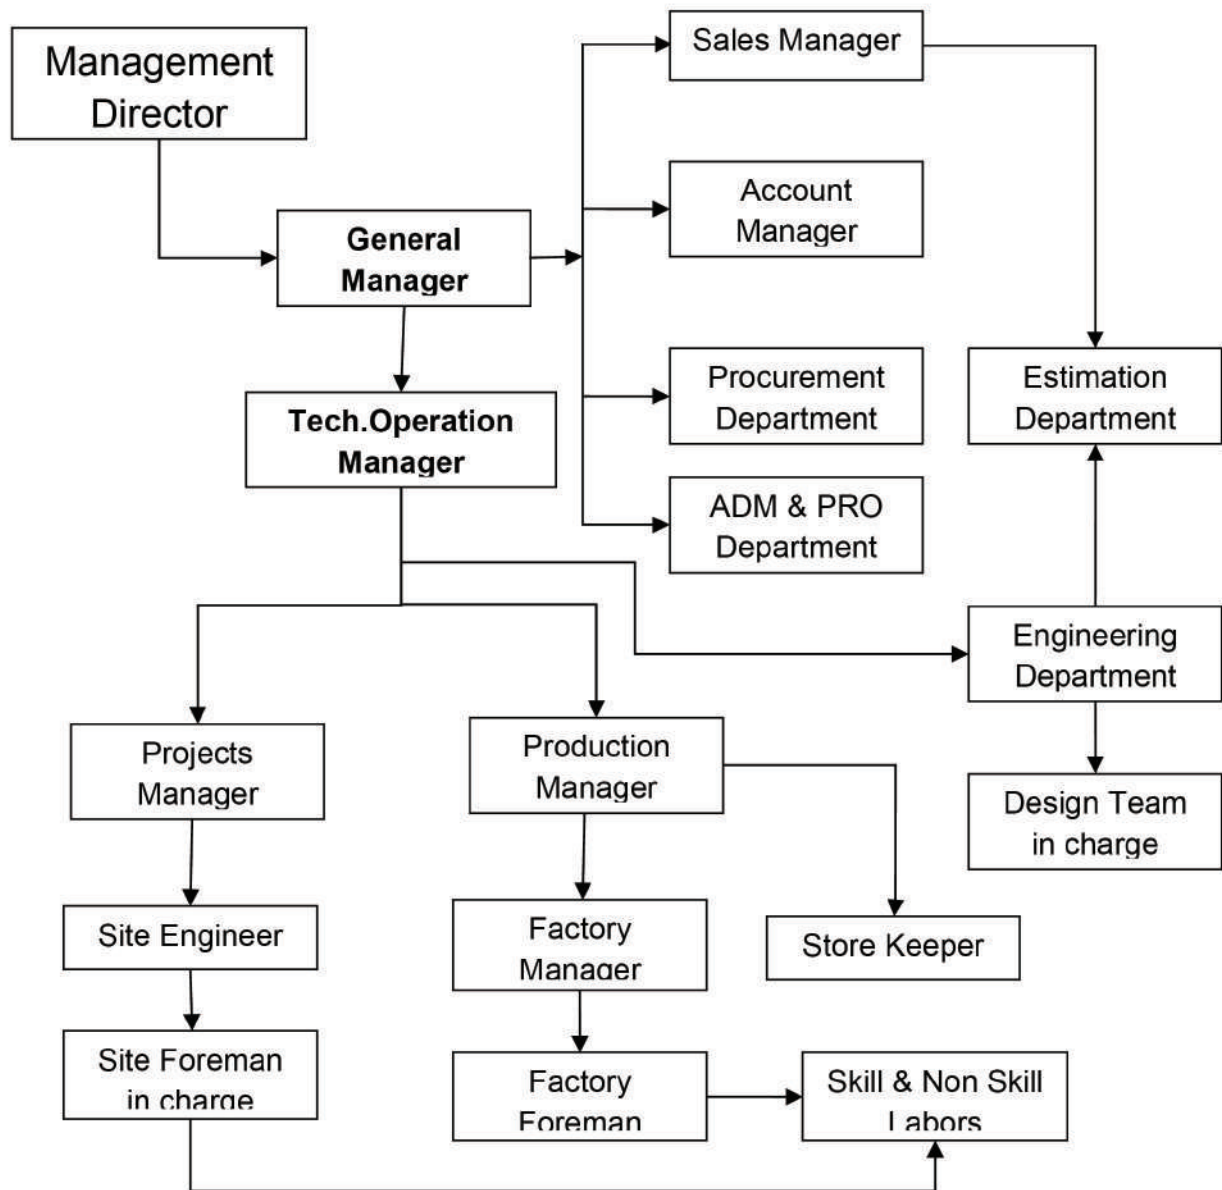 Management
Director
Sales Manager
Account
Manager
General
Manager
Procurement
Department
Estimation
Department
Tech.Operation
Manager
ADM & PRO
Department
Engineering
Department
Projects
Manager
Production
Manager
Design Team
in charge
Site Engineer
Factory
Manager
Store Keeper
Site Foreman
in charge
Factory
Foreman
Skill & Non Skill
Labors